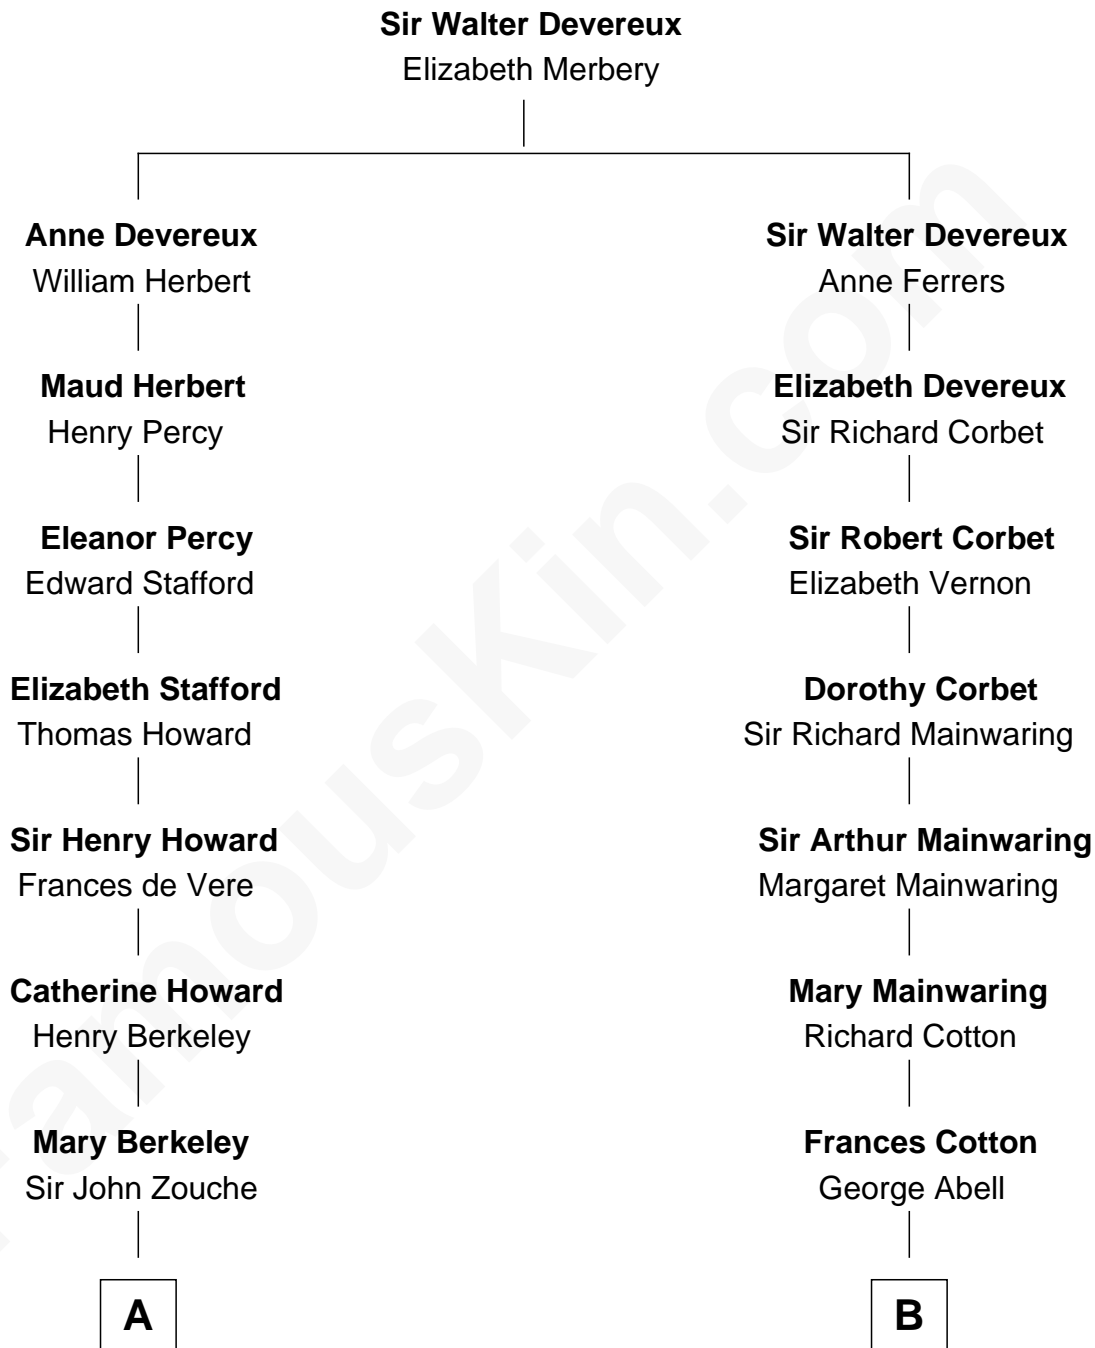 Sir Walter Devereux
Elizabeth Merbery
Anne Devereux
William Herbert
Sir Walter Devereux
Anne Ferrers
Maud Herbert
Henry Percy
Elizabeth Devereux
Sir Richard Corbet
Eleanor Percy
Edward Stafford
Sir Robert Corbet
Elizabeth Vernon
Elizabeth Stafford
Thomas Howard
Dorothy Corbet
Sir Richard Mainwaring
Sir Henry Howard
Frances de Vere
Sir Arthur Mainwaring
Margaret Mainwaring
Catherine Howard
Henry Berkeley
Mary Mainwaring
Richard Cotton
Mary Berkeley
Sir John Zouche
Frances Cotton
George Abell
A
B
FamousKin.com